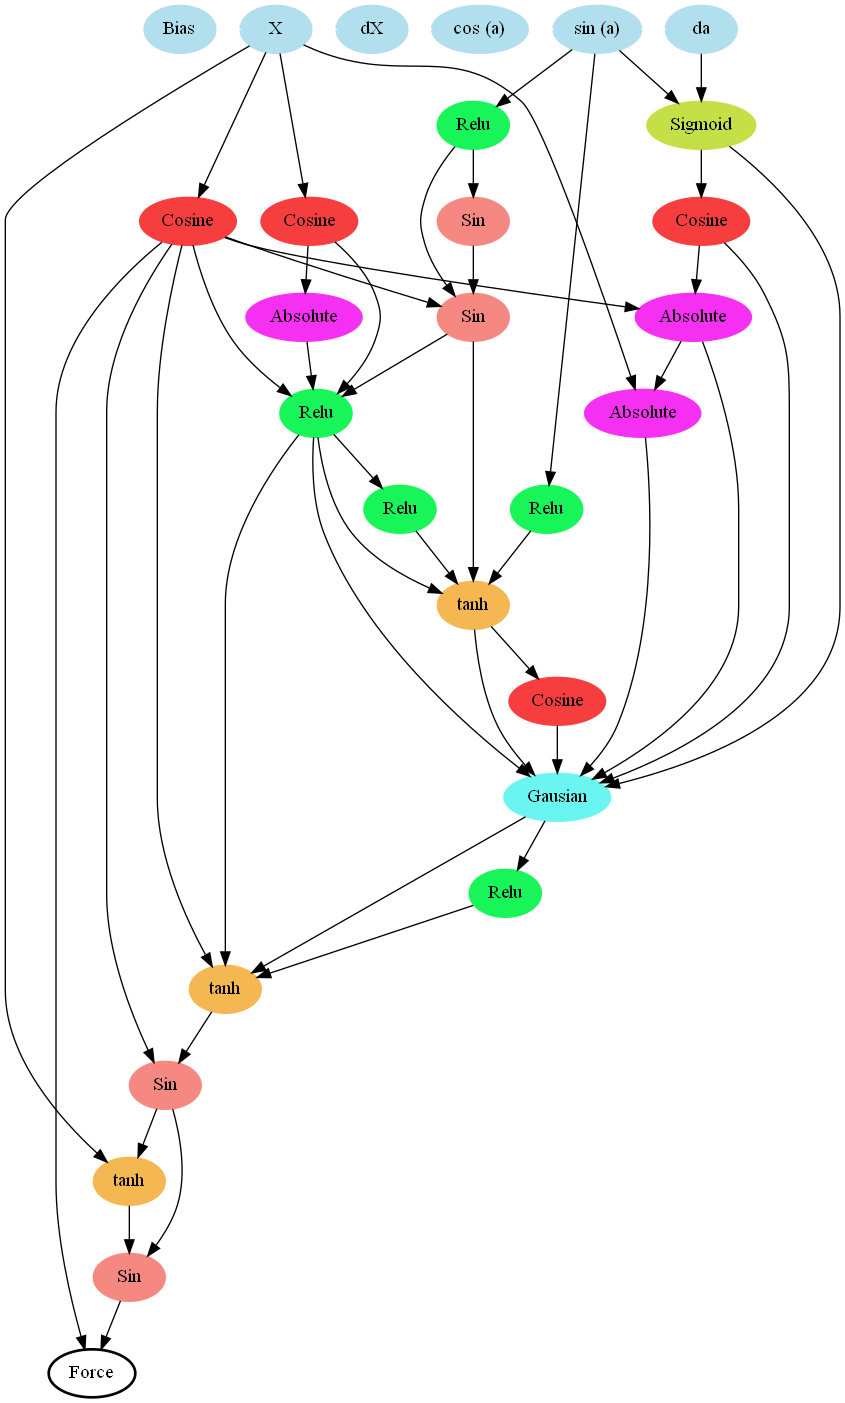 Bias X dX cos (a) sin (a) da
Relu Sigmoid
Cosine Cosine Sin Cosine
Absolute Sin Absolute
Relu Absolute
Relu Relu
tanh
Cosine
Gausian
Relu
tanh
Sin
tanh
Sin
Force